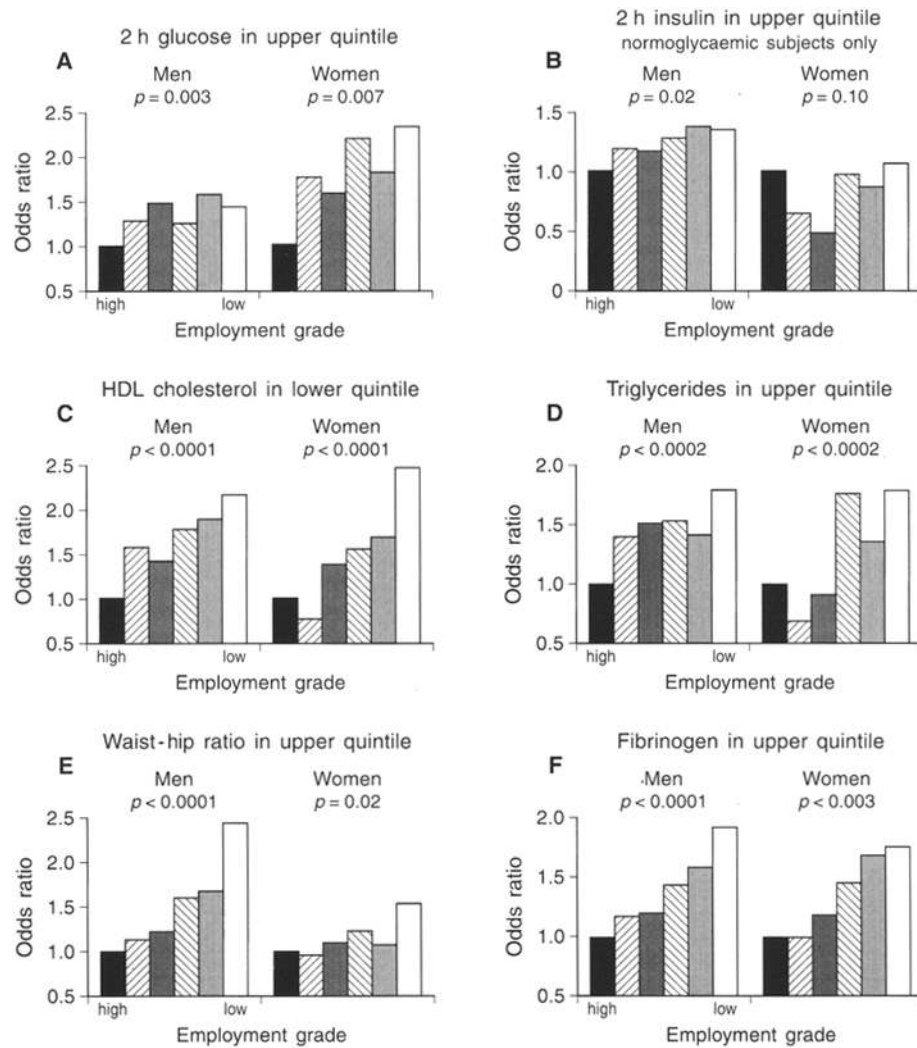 2 h glucose in upper quintile
A
Men
Women
p = 0.003
p = 0.007
2.5
2.0
1.5
1.0
0.5
Odds ratio
high
low
Employment grade
2 h insulin in upper quintile
normoglycaemic subjects only
B
Men
Women
p = 0.02
p = 0.10
1.5
1.0
0.5
0
Odds ratio
high
low
Employment grade
HDL cholesterol in lower quintile
C
Men
Women
p < 0.0001
p < 0.0001
2.5
2.0
1.5
1.0
0.5
Odds ratio
high
low
Employment grade
Triglycerides in upper quintile
D
Men
Women
p < 0.0002
p < 0.0002
2.0
1.5
1.0
0.5
Odds ratio
high
low
Employment grade
Waist-hip ratio in upper quintile
E
Men
Women
p < 0.0001
p = 0.02
2.5
2.0
1.5
1.0
0.5
Odds ratio
high
low
Employment grade
Fibrinogen in upper quintile
F
Men
Women
p < 0.0001
p < 0.003
2.0
1.5
1.0
0.5
Odds ratio
high
low
Employment grade